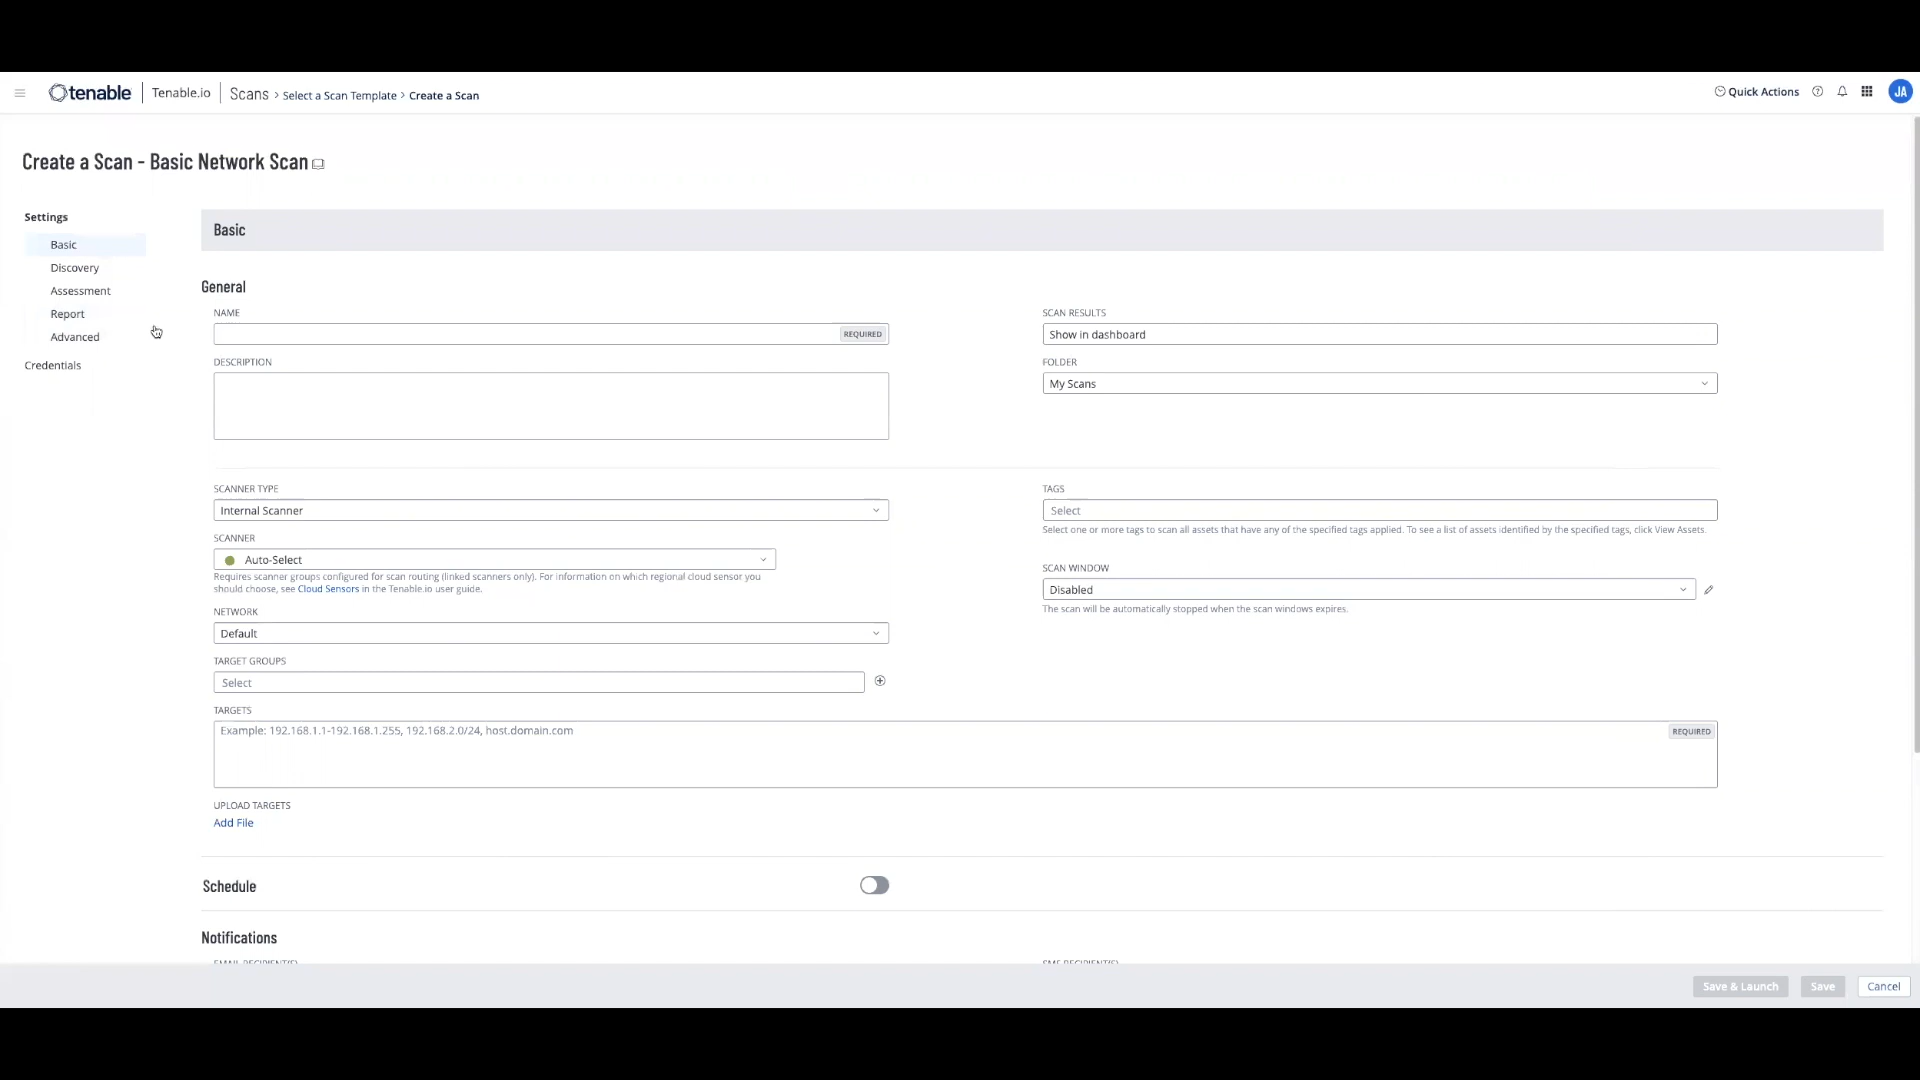 tenable
Tenable.io
Scans > Select a Scan Template > Create a Scan
Quick Actions
JA
Create a Scan - Basic Network Scan
Settings
Basic
Discovery
Assessment
Report
Advanced
Credentials
Basic
General
NAME
REQUIRED
DESCRIPTION
SCAN RESULTS
Show in dashboard
FOLDER
My Scans
SCANNER TYPE
Internal Scanner
SCANNER
Auto-Select
Requires scanner groups configured for scan routing (linked scanners only). For information on which regional cloud sensor you
should choose, see Cloud Sensors in the Tenable.io user guide.
NETWORK
Default
TARGET GROUPS
Select
TAGS
Select
Select one or more tags to scan all assets that have any of the specified tags applied. To see a list of assets identified by the specified tags, click View Assets.
SCAN WINDOW
Disabled
The scan will be automatically stopped when the scan windows expires.
TARGETS
Example: 192.168.1.1-192.168.1.255, 192.168.2.0/24, host.domain.com
REQUIRED
UPLOAD TARGETS
Add File
Schedule
Notifications
EMAIL RECIPIENT(S)
SMS RECIPIENT(S)
Save & Launch
Save
Cancel